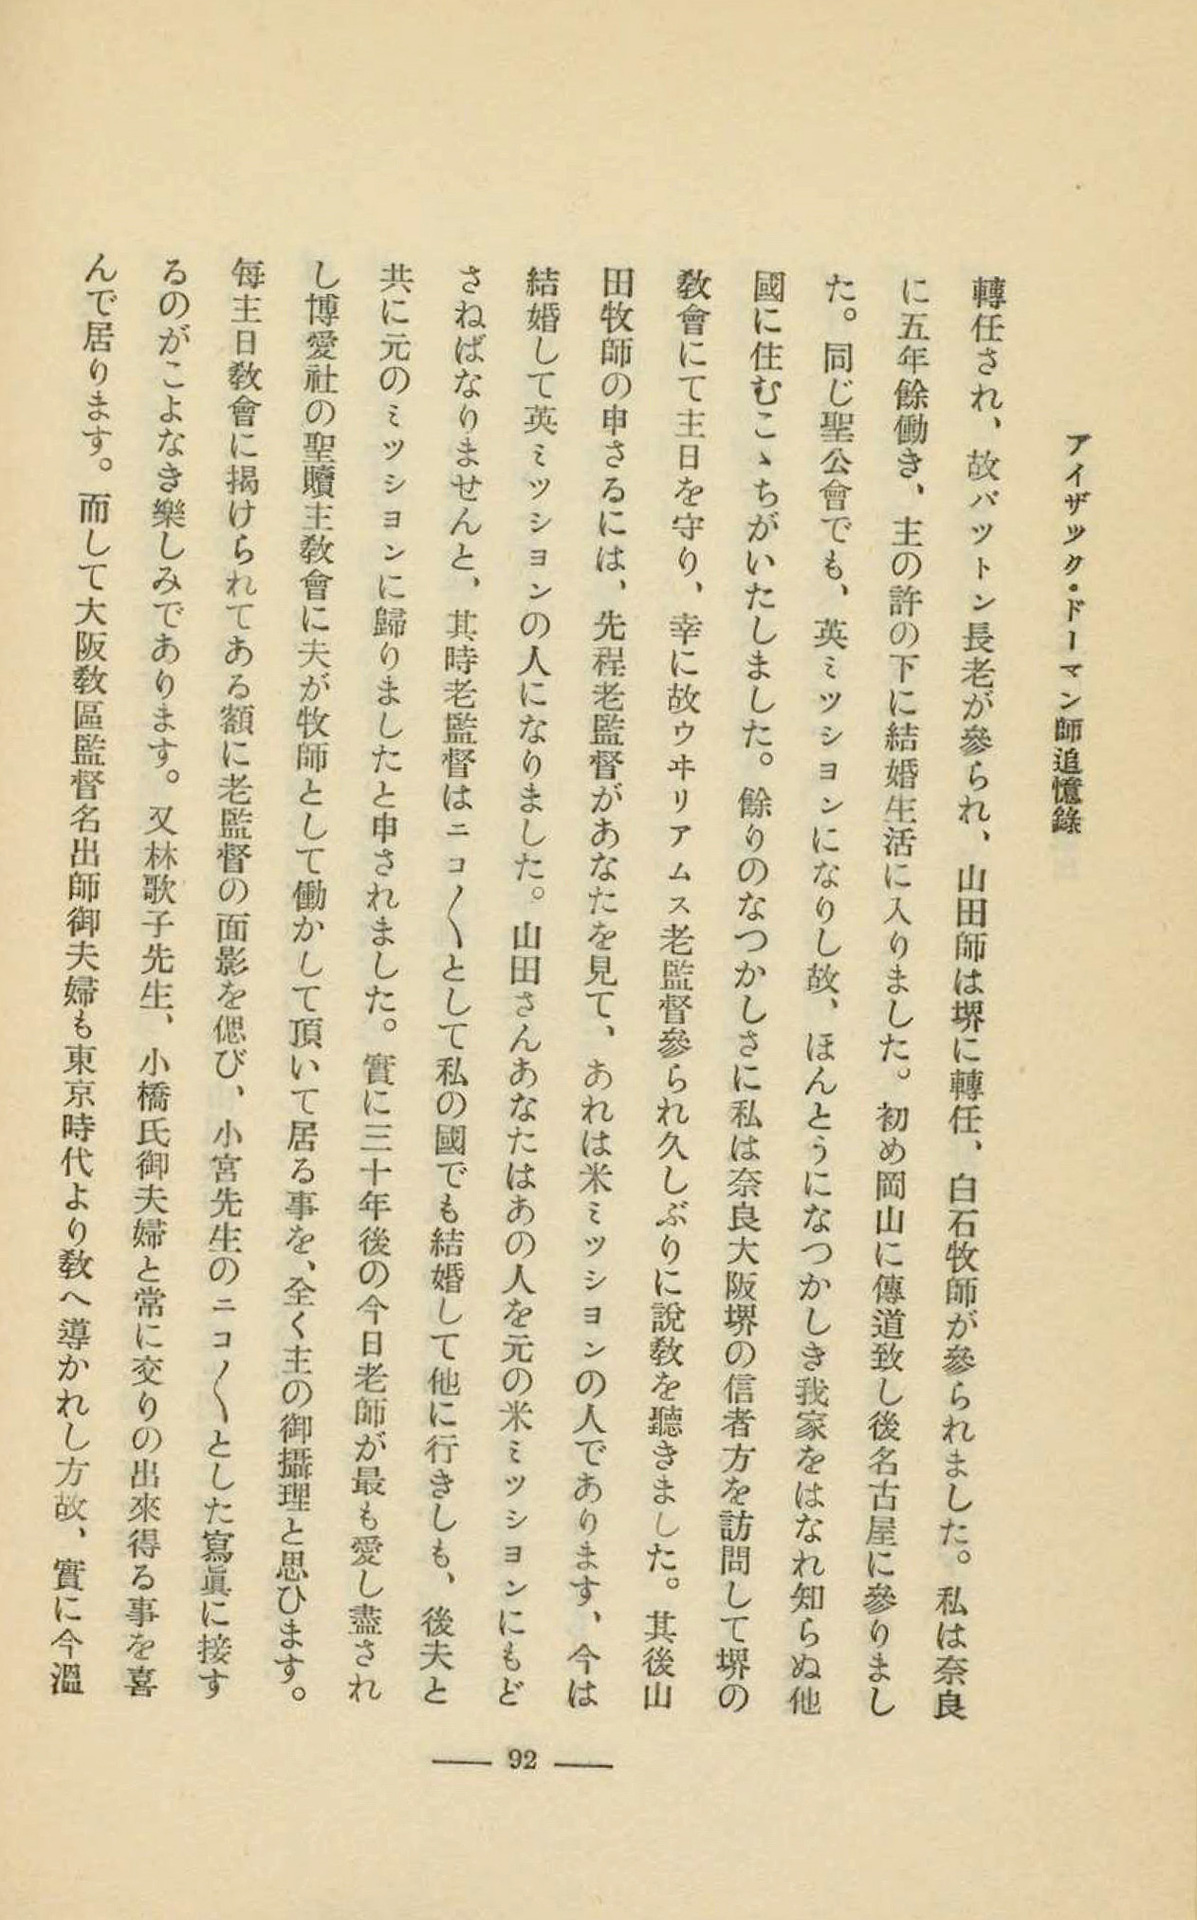 アイザック・ドーマン師追憶錄
轉任され、故パツトン長老が參られ、山田師は堺に轉任、白石牧師が參られました。私は奈良
に五年餘働き、主の許の下に結婚生活に入りました。初め岡山に傳道致し後名古屋に參りまし
た。同じ聖公會でも、英ミツシヨンになりし故、ほんとうになつかしき我家をはなれ知らぬ他
國に住むこゝちがいたしました。餘りのなつかしさに私は奈良大阪堺の信者方を訪問して堺の
敎會にて主日を守り、幸に故ウヰリアムス老監督參られ久しぶりに說敎を聽きました。其後山
田牧師の申さるには、先程老監督があなたを見て、あれは米ミツシヨンの人であります、今は
結婚して英ミツシヨンの人になりました。山田さんあなたはあの人を元の米ミツシヨンにもど
さねばなりませんと、其時老監督はニコ〳〵として私の國でも結婚して他に行きしも、後夫と
共に元のミツシヨンに歸りましたと申されました。實に三十年後の今日老師が最も愛し盡され
し博愛社の聖贖主敎會に夫が牧師として働かして頂いて居る事を、全く主の御攝理と思ひます。
每主日敎會に揭けられてある額に老監督の面影を偲び、小宮先生のニコ〳〵とした寫眞に接す
るのがこよなき樂しみであります。又林歌子先生、小橋氏御夫婦と常に交りの出來得る事を喜
んで居ります。而して大阪敎區監督名出師御夫婦も東京時代より敎へ導かれし方故、實に今溫
92